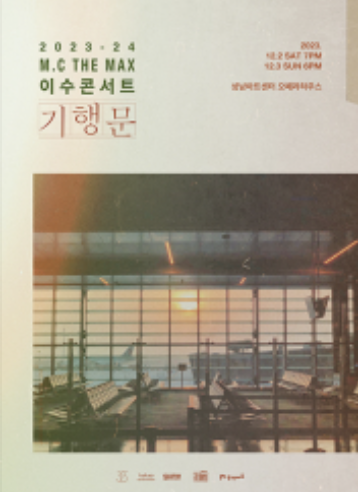 2023-24
M.C THE MAX
이수콘서트
기행문
2023.
12.2 SAT 7PM
12.3 SUN 6PM
성남아트센터 오페라하우스